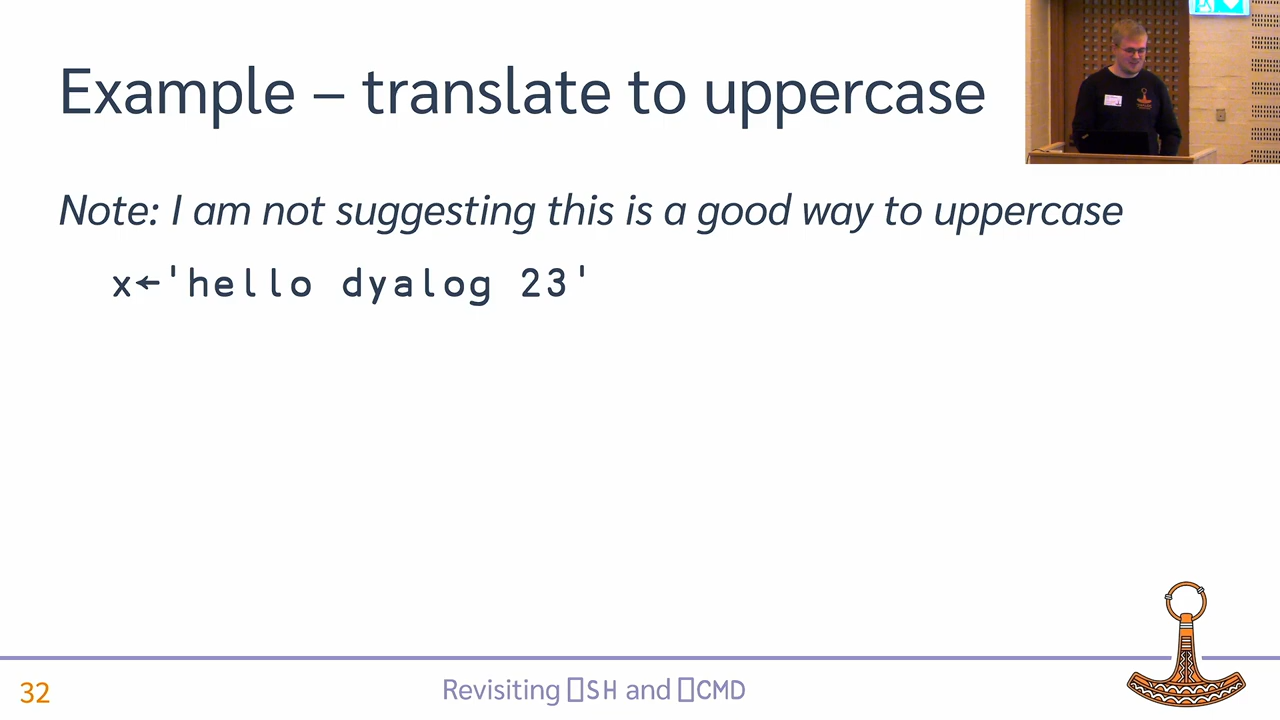 Example – translate to uppercase
Note: I am not suggesting this is a good way to uppercase
x←'hello dyalog 23'
32
Revisiting ⎕SH and ⎕CMD